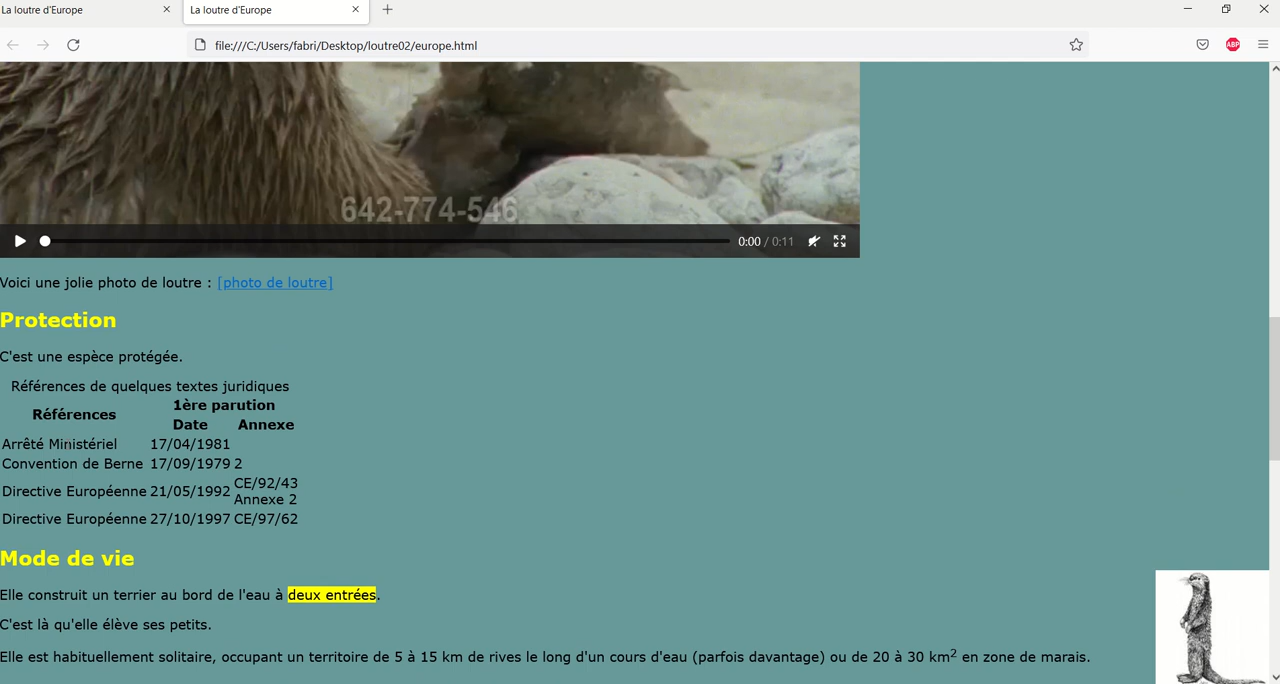 La loutre d'Europe
La loutre d'Europe
file:///C:/Users/fabri/Desktop/loutre02/europe.html
ABP
642-774-546
0:00 / 0:11
Voici une jolie photo de loutre : [photo de loutre]
Protection
C'est une espèce protégée.
Référénces de quelques textes juridiques
Références 1ère parution
Date Annexe
Arrêté Ministériel 17/04/1981
Convention de Berne 17/09/1979 2
Directive Européenne 21/05/1992 CE/92/43
Annexe 2
Directive Européenne 27/10/1997 CE/97/62
Mode de vie
Elle construit un terrier au bord de l'eau à deux entrées.
C'est là qu'elle élève ses petits.
Elle est habituellement solitaire, occupant un territoire de 5 à 15 km de rives le long d'un cours d'eau (parfois davantage) ou de 20 à 30 km² en zone de marais.